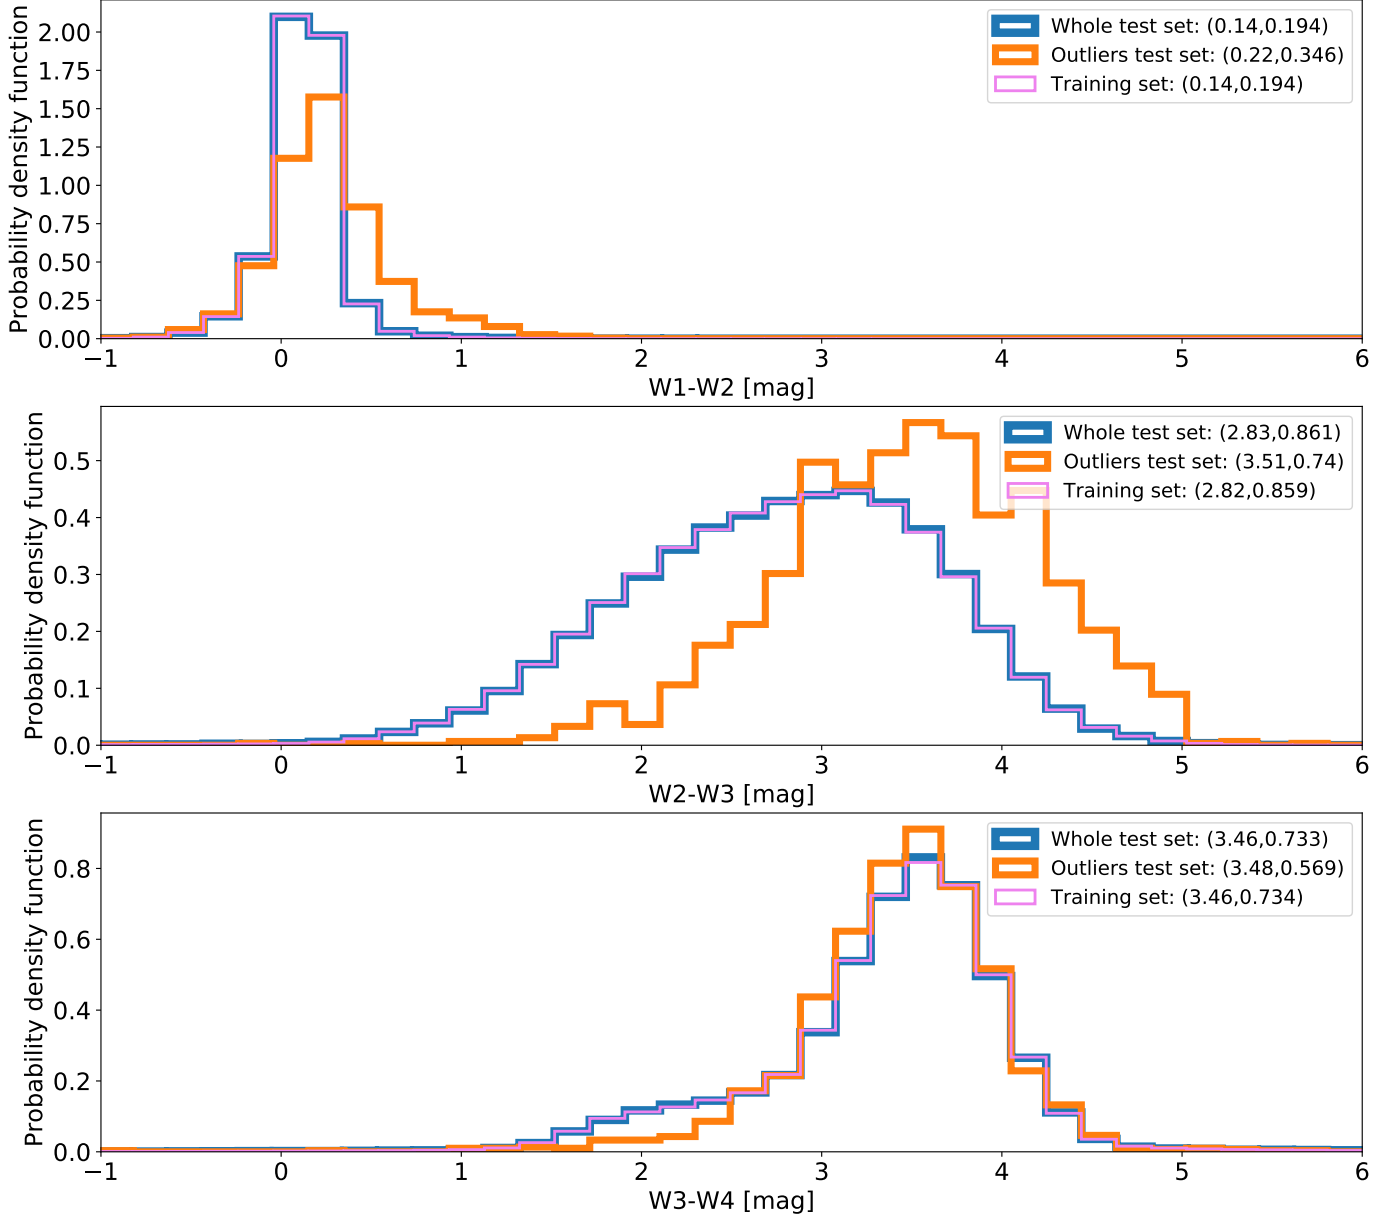 Probability density function
2.00
1.75
1.50
1.25
1.00
0.75
0.50
0.25
0.00
Whole test set: (0.14,0.194)
Outliers test set: (0.22,0.346)
Training set: (0.14,0.194)
−1 0 1 2 3 4 5 6
W1-W2 [mag]
Probability density function
0.5
0.4
0.3
0.2
0.1
0.0
Whole test set: (2.83,0.861)
Outliers test set: (3.51,0.74)
Training set: (2.82,0.859)
−1 0 1 2 3 4 5 6
W2-W3 [mag]
Probability density function
0.8
0.6
0.4
0.2
0.0
Whole test set: (3.46,0.733)
Outliers test set: (3.48,0.569)
Training set: (3.46,0.734)
−1 0 1 2 3 4 5 6
W3-W4 [mag]